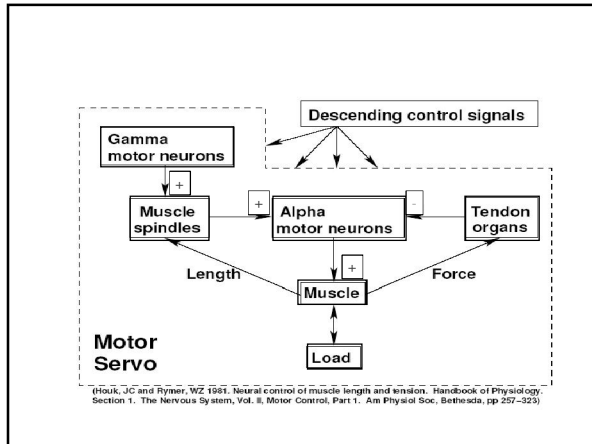 Descending control signals
Gamma
motor neurons
+
Muscle
spindles
+
Alpha
motor neurons
-
Tendon
organs
Length
+
Force
Muscle
Motor
Servo
Load
(Houk, JC and Rymer, WZ 1981. Neural control of muscle length and tension. Handbook of Physiology.
Section 1. The Nervous System, Vol. II, Motor Control, Part 1. Am Physiol Soc, Bethesda, pp 257-323)